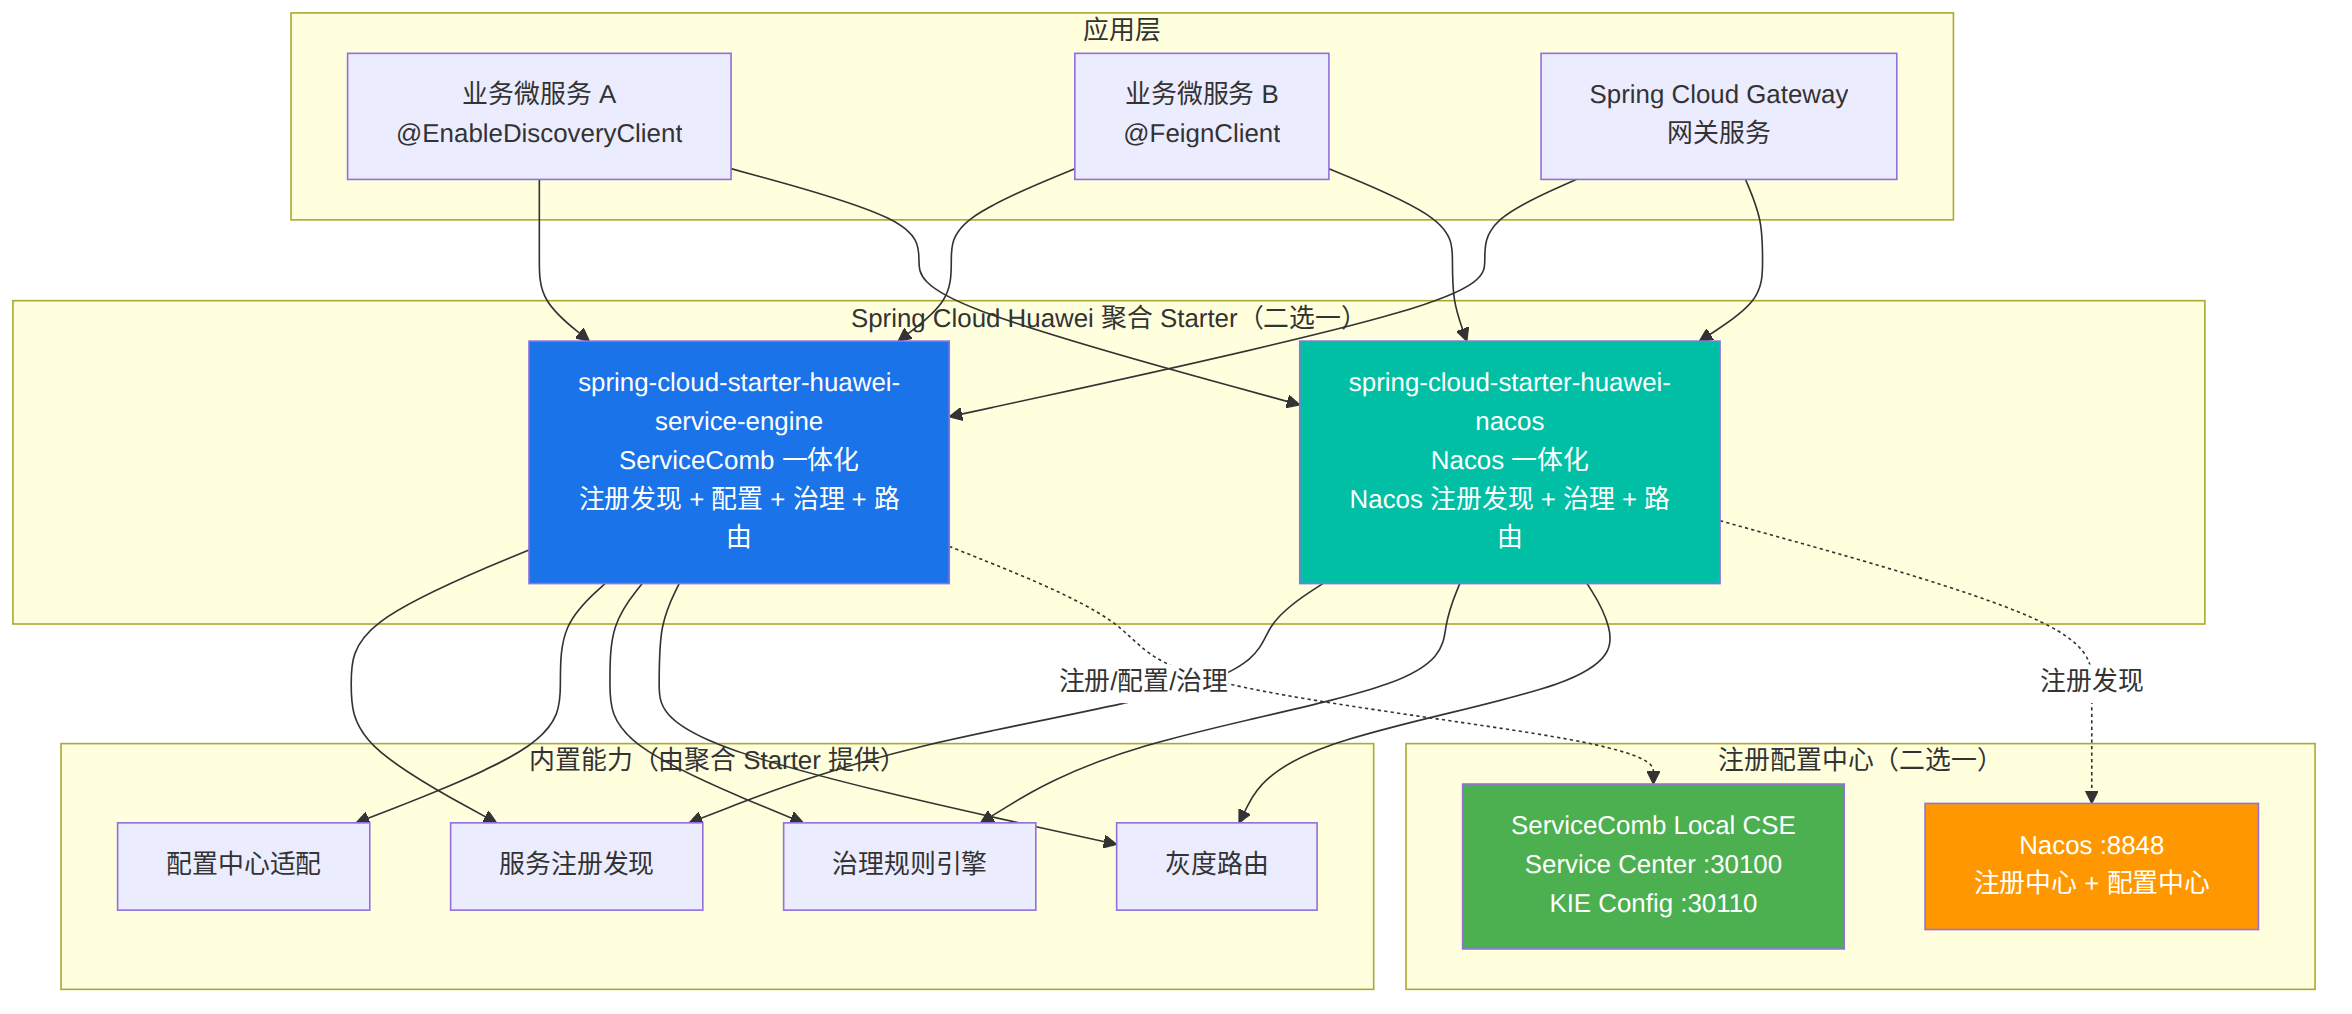 应用层
业务微服务 A
@EnableDiscoveryClient
业务微服务 B
@FeignClient
Spring Cloud Gateway
网关服务
Spring Cloud Huawei 聚合 Starter（二选一）
spring-cloud-starter-huawei-
service-engine
ServiceComb 一体化
注册发现 + 配置 + 治理 + 路
由
spring-cloud-starter-huawei-
nacos
Nacos 一体化
Nacos 注册发现 + 治理 + 路
由
注册/配置/治理
注册发现
内置能力（由聚合 Starter 提供）
配置中心适配
服务注册发现
治理规则引擎
灰度路由
注册配置中心（二选一）
ServiceComb Local CSE
Service Center :30100
KIE Config :30110
Nacos :8848
注册中心 + 配置中心